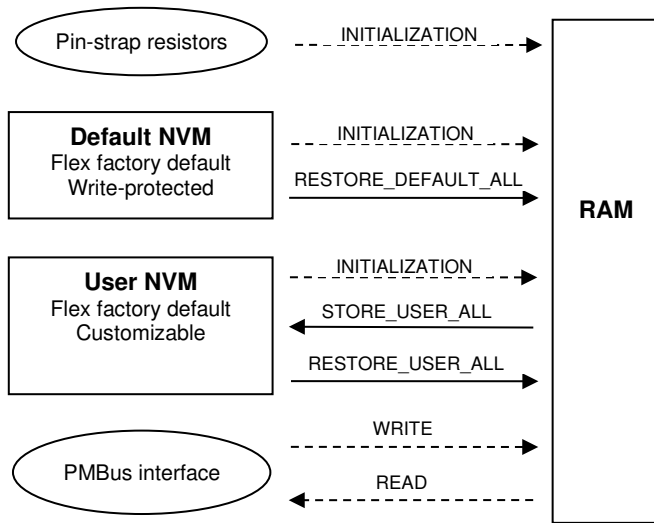 Pin-strap resistors
INITIALIZATION
Default NVM
Flex factory default
Write-protected
INITIALIZATION
RESTORE_DEFAULT_ALL
RAM
User NVM
Flex factory default
Customizable
INITIALIZATION
STORE_USER_ALL
RESTORE_USER_ALL
PMBus interface
WRITE
READ